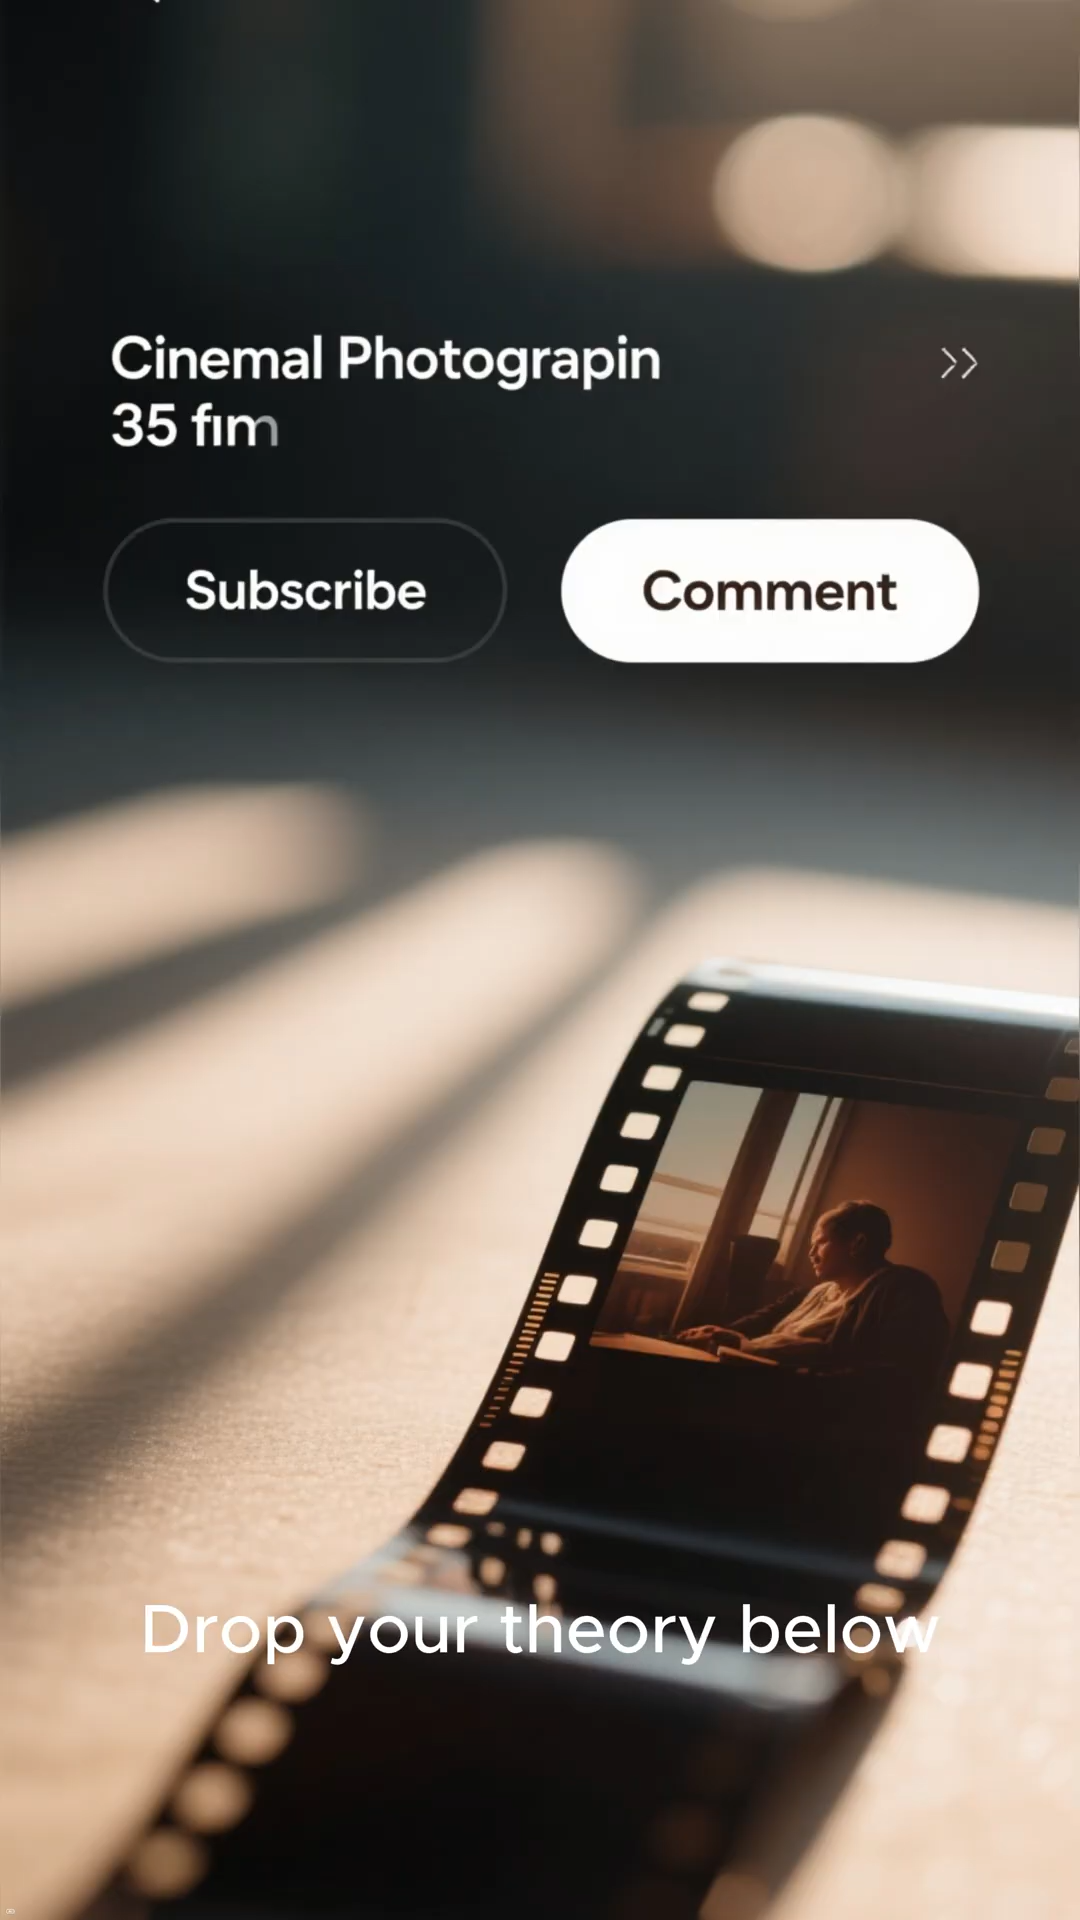 Cinemal Photograpin
35 fim
Subscribe
Comment
Drop your theory below